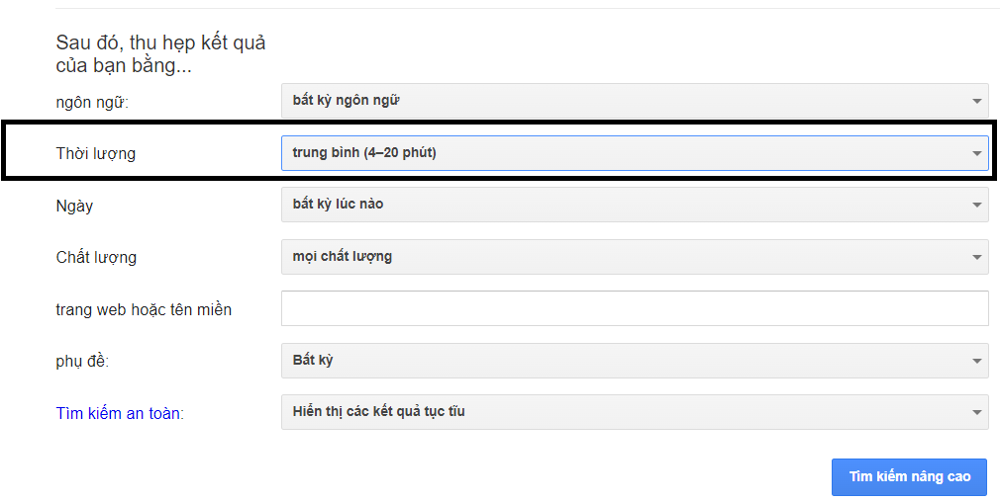 Sau đó, thu hẹp kết quả
của bạn bằng...
ngôn ngữ: bất kỳ ngôn ngữ
Thời lượng trung bình (4–20 phút)
Ngày bất kỳ lúc nào
Chất lượng mọi chất lượng
trang web hoặc tên miền
phụ đề: Bất kỳ
Tìm kiếm an toàn: Hiển thị các kết quả tục tĩu
Tìm kiếm nâng cao